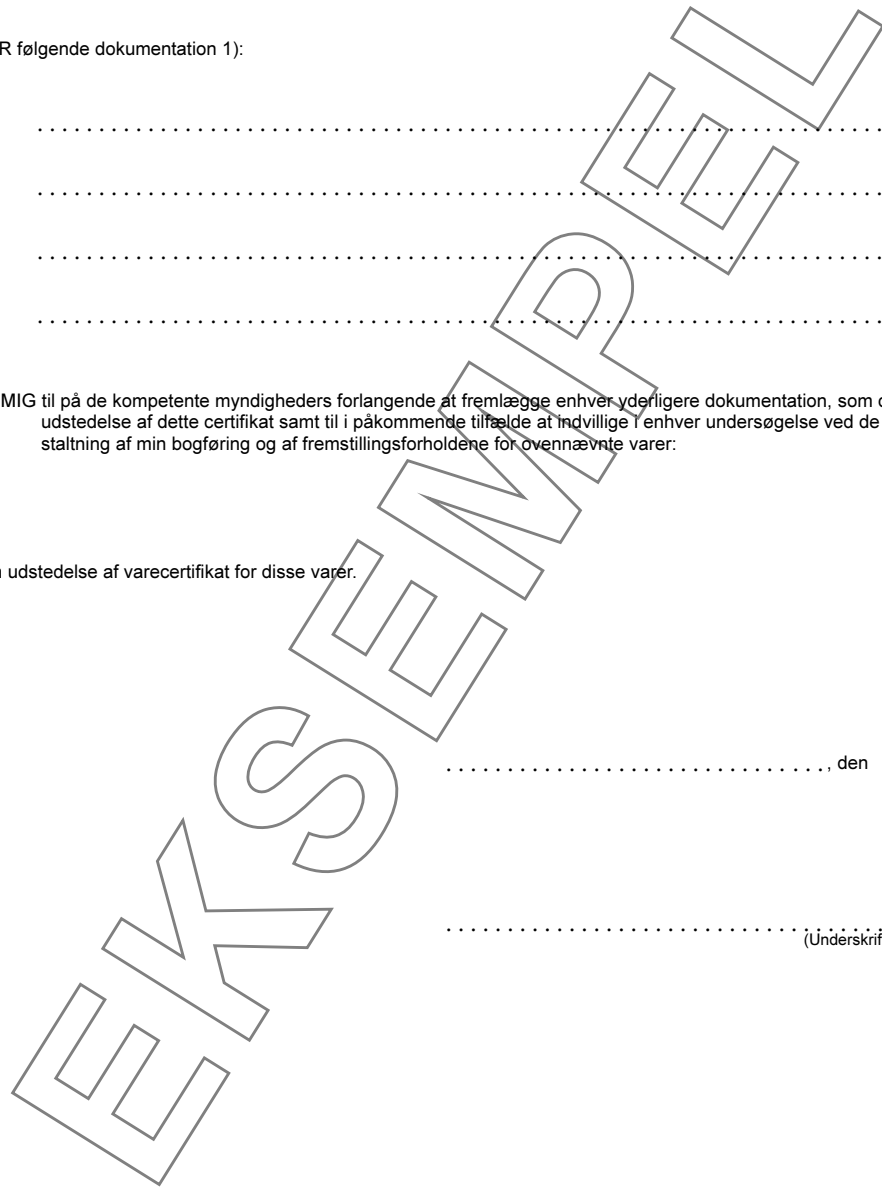 R følgende dokumentation 1):
MIG til på de kompetente myndigheders forlangende at fremlægge enhver yderligere dokumentation, som
udstedelse af dette certifikat samt til i påkommende tilfælde at indvillige i enhver undersøgelse ved de
staltning af min bogføring og af fremstillingsforholdene for ovennævnte varer:
udstedelse af varecertifikat for disse varer.
, den
(Underskrif
EKSEMPEL